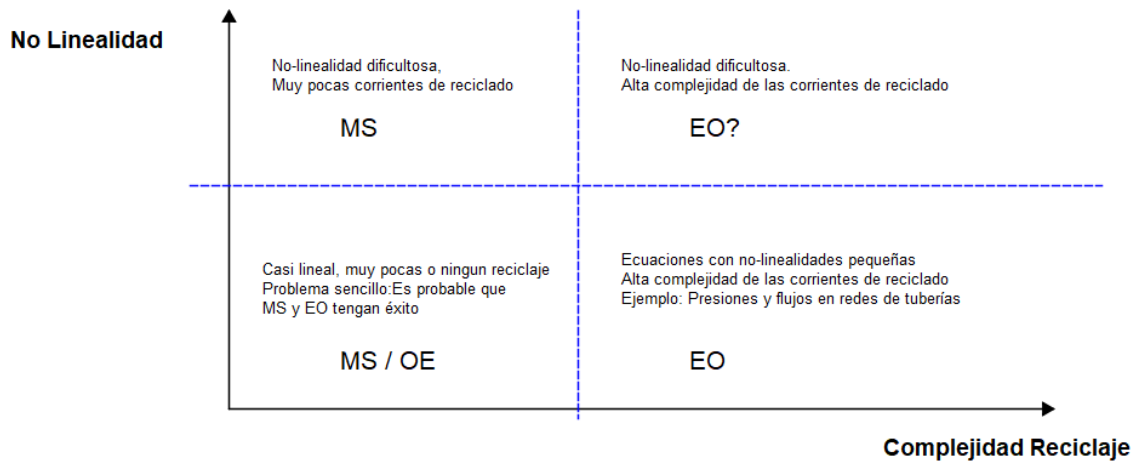 No Linealidad
No-linealidad dificultosa,
Muy pocas corrientes de reciclado
MS
No-linealidad dificultosa.
Alta complejidad de las corrientes de reciclado
EO?
Casi lineal, muy pocas o ningun reciclaje
Problema sencillo:Es probable que
MS y EO tengan éxito
MS / OE
Ecuaciones con no-linealidades pequeñas
Alta complejidad de las corrientes de reciclado
Ejemplo: Presiones y flujos en redes de tuberías
EO
Complejidad Reciclaje